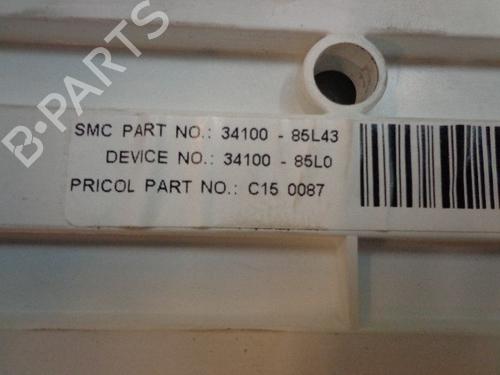 SMC PART NO.: 34100 - 85L43
DEVICE NO.: 34100 - 85L0
PRICOL PART NO.: C15 0087
B-PARTS